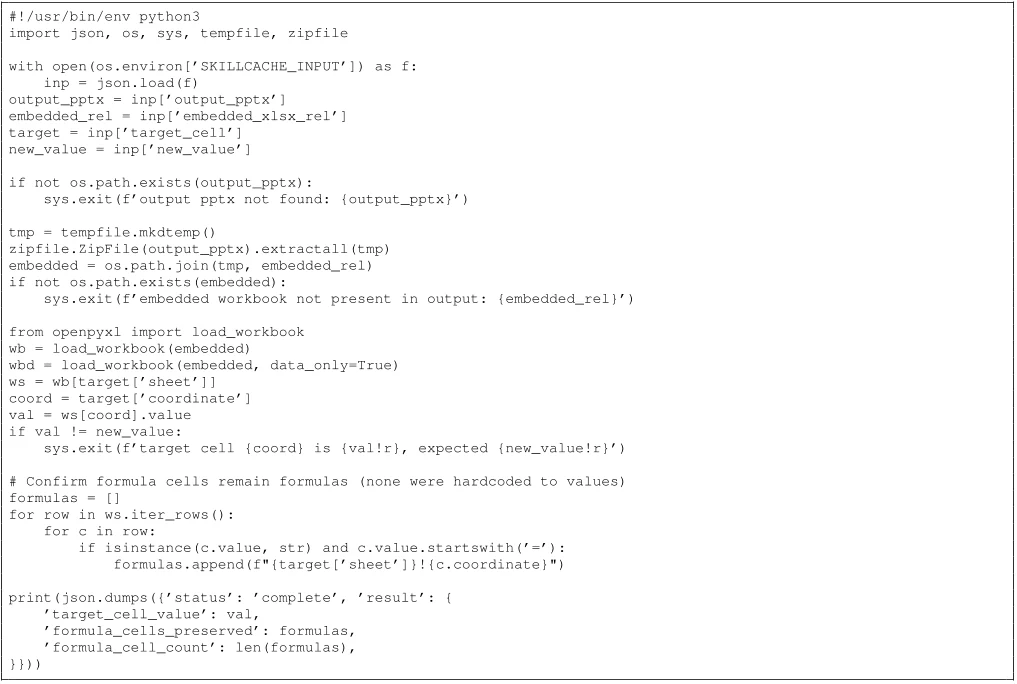 #!/usr/bin/env python3
import json, os, sys, tempfile, zipfile

with open(os.environ['SKILLCACHE_INPUT']) as f:
    inp = json.load(f)
output_pptx = inp['output_pptx']
embedded_rel = inp['embedded_xlsx_rel']
target = inp['target_cell']
new_value = inp['new_value']

if not os.path.exists(output_pptx):
    sys.exit(f'output pptx not found: {output_pptx}')

tmp = tempfile.mkdtemp()
zipfile.ZipFile(output_pptx).extractall(tmp)
embedded = os.path.join(tmp, embedded_rel)
if not os.path.exists(embedded):
    sys.exit(f'embedded workbook not present in output: {embedded_rel}')

from openpyxl import load_workbook
wb = load_workbook(embedded)
wbd = load_workbook(embedded, data_only=True)
ws = wb[target['sheet']]
coord = target['coordinate']
val = ws[coord].value
if val != new_value:
    sys.exit(f'target cell {coord} is {val!r}, expected {new_value!r}')

# Confirm formula cells remain formulas (none were hardcoded to values)
formulas = []
for row in ws.iter_rows():
    for c in row:
        if isinstance(c.value, str) and c.value.startswith('='):
            formulas.append(f"{target['sheet']}!{c.coordinate}")

print(json.dumps({'status': 'complete', 'result': {
    'target_cell_value': val,
    'formula_cells_preserved': formulas,
    'formula_cell_count': len(formulas),
}}))